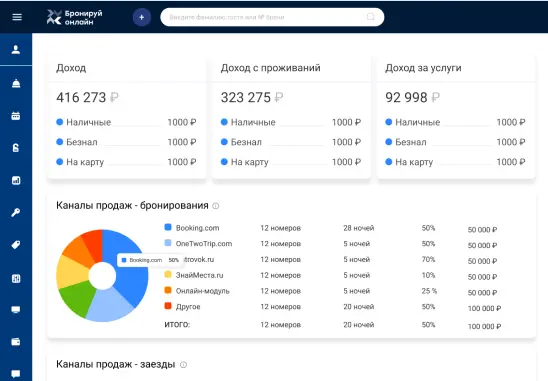 Бронируй
онлайн
Введите фамилию гостя или № брони
Доход
416 273 ₽
Наличные 1000 ₽
Безнал 1000 ₽
На карту 1000 ₽
Доход с проживаний
323 275 ₽
Наличные 1000 ₽
Безнал 1000 ₽
На карту 1000 ₽
Доход за услуги
92 998 ₽
Наличные 1000 ₽
Безнал 1000 ₽
На карту 1000 ₽
Каналы продаж - бронирования
Booking.com 50%
Booking.com 12 номеров 28 ночей 50% 50 000 ₽
OneTwoTrip.com 12 номеров 5 ночей 50% 50 000 ₽
trovok.ru 12 номеров 5 ночей 70% 50 000 ₽
ЗнайМеста.ru 12 номеров 5 ночей 10% 50 000 ₽
Онлайн-модуль 12 номеров 5 ночей 25 % 50 000 ₽
Другое 12 номеров 20 ночей 50% 100 000 ₽
ИТОГО: 12 номеров 20 ночей 50% 100 000 ₽
Каналы продаж - заезды